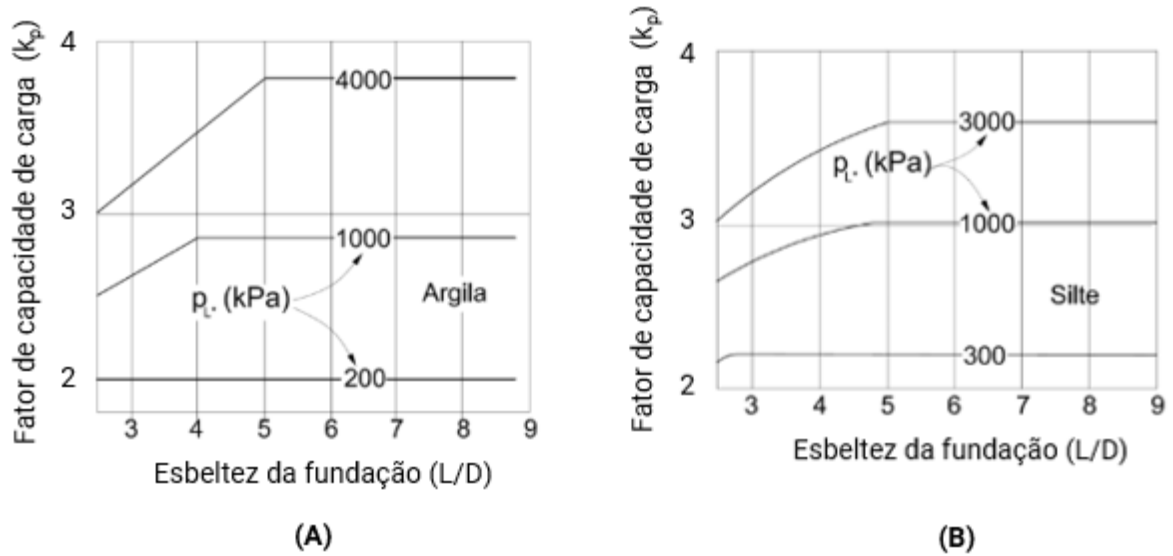 Fator de capacidade de carga (kₚ)
4
3
2
4000
1000
p_L* (kPa)
Argila
200
3 4 5 6 7 8 9
Esbeltez da fundação (L/D)
(A)
Fator de capacidade de carga (kₚ)
4
3
2
3000
p_L* (kPa)
1000
Silte
300
3 4 5 6 7 8 9
Esbeltez da fundação (L/D)
(B)